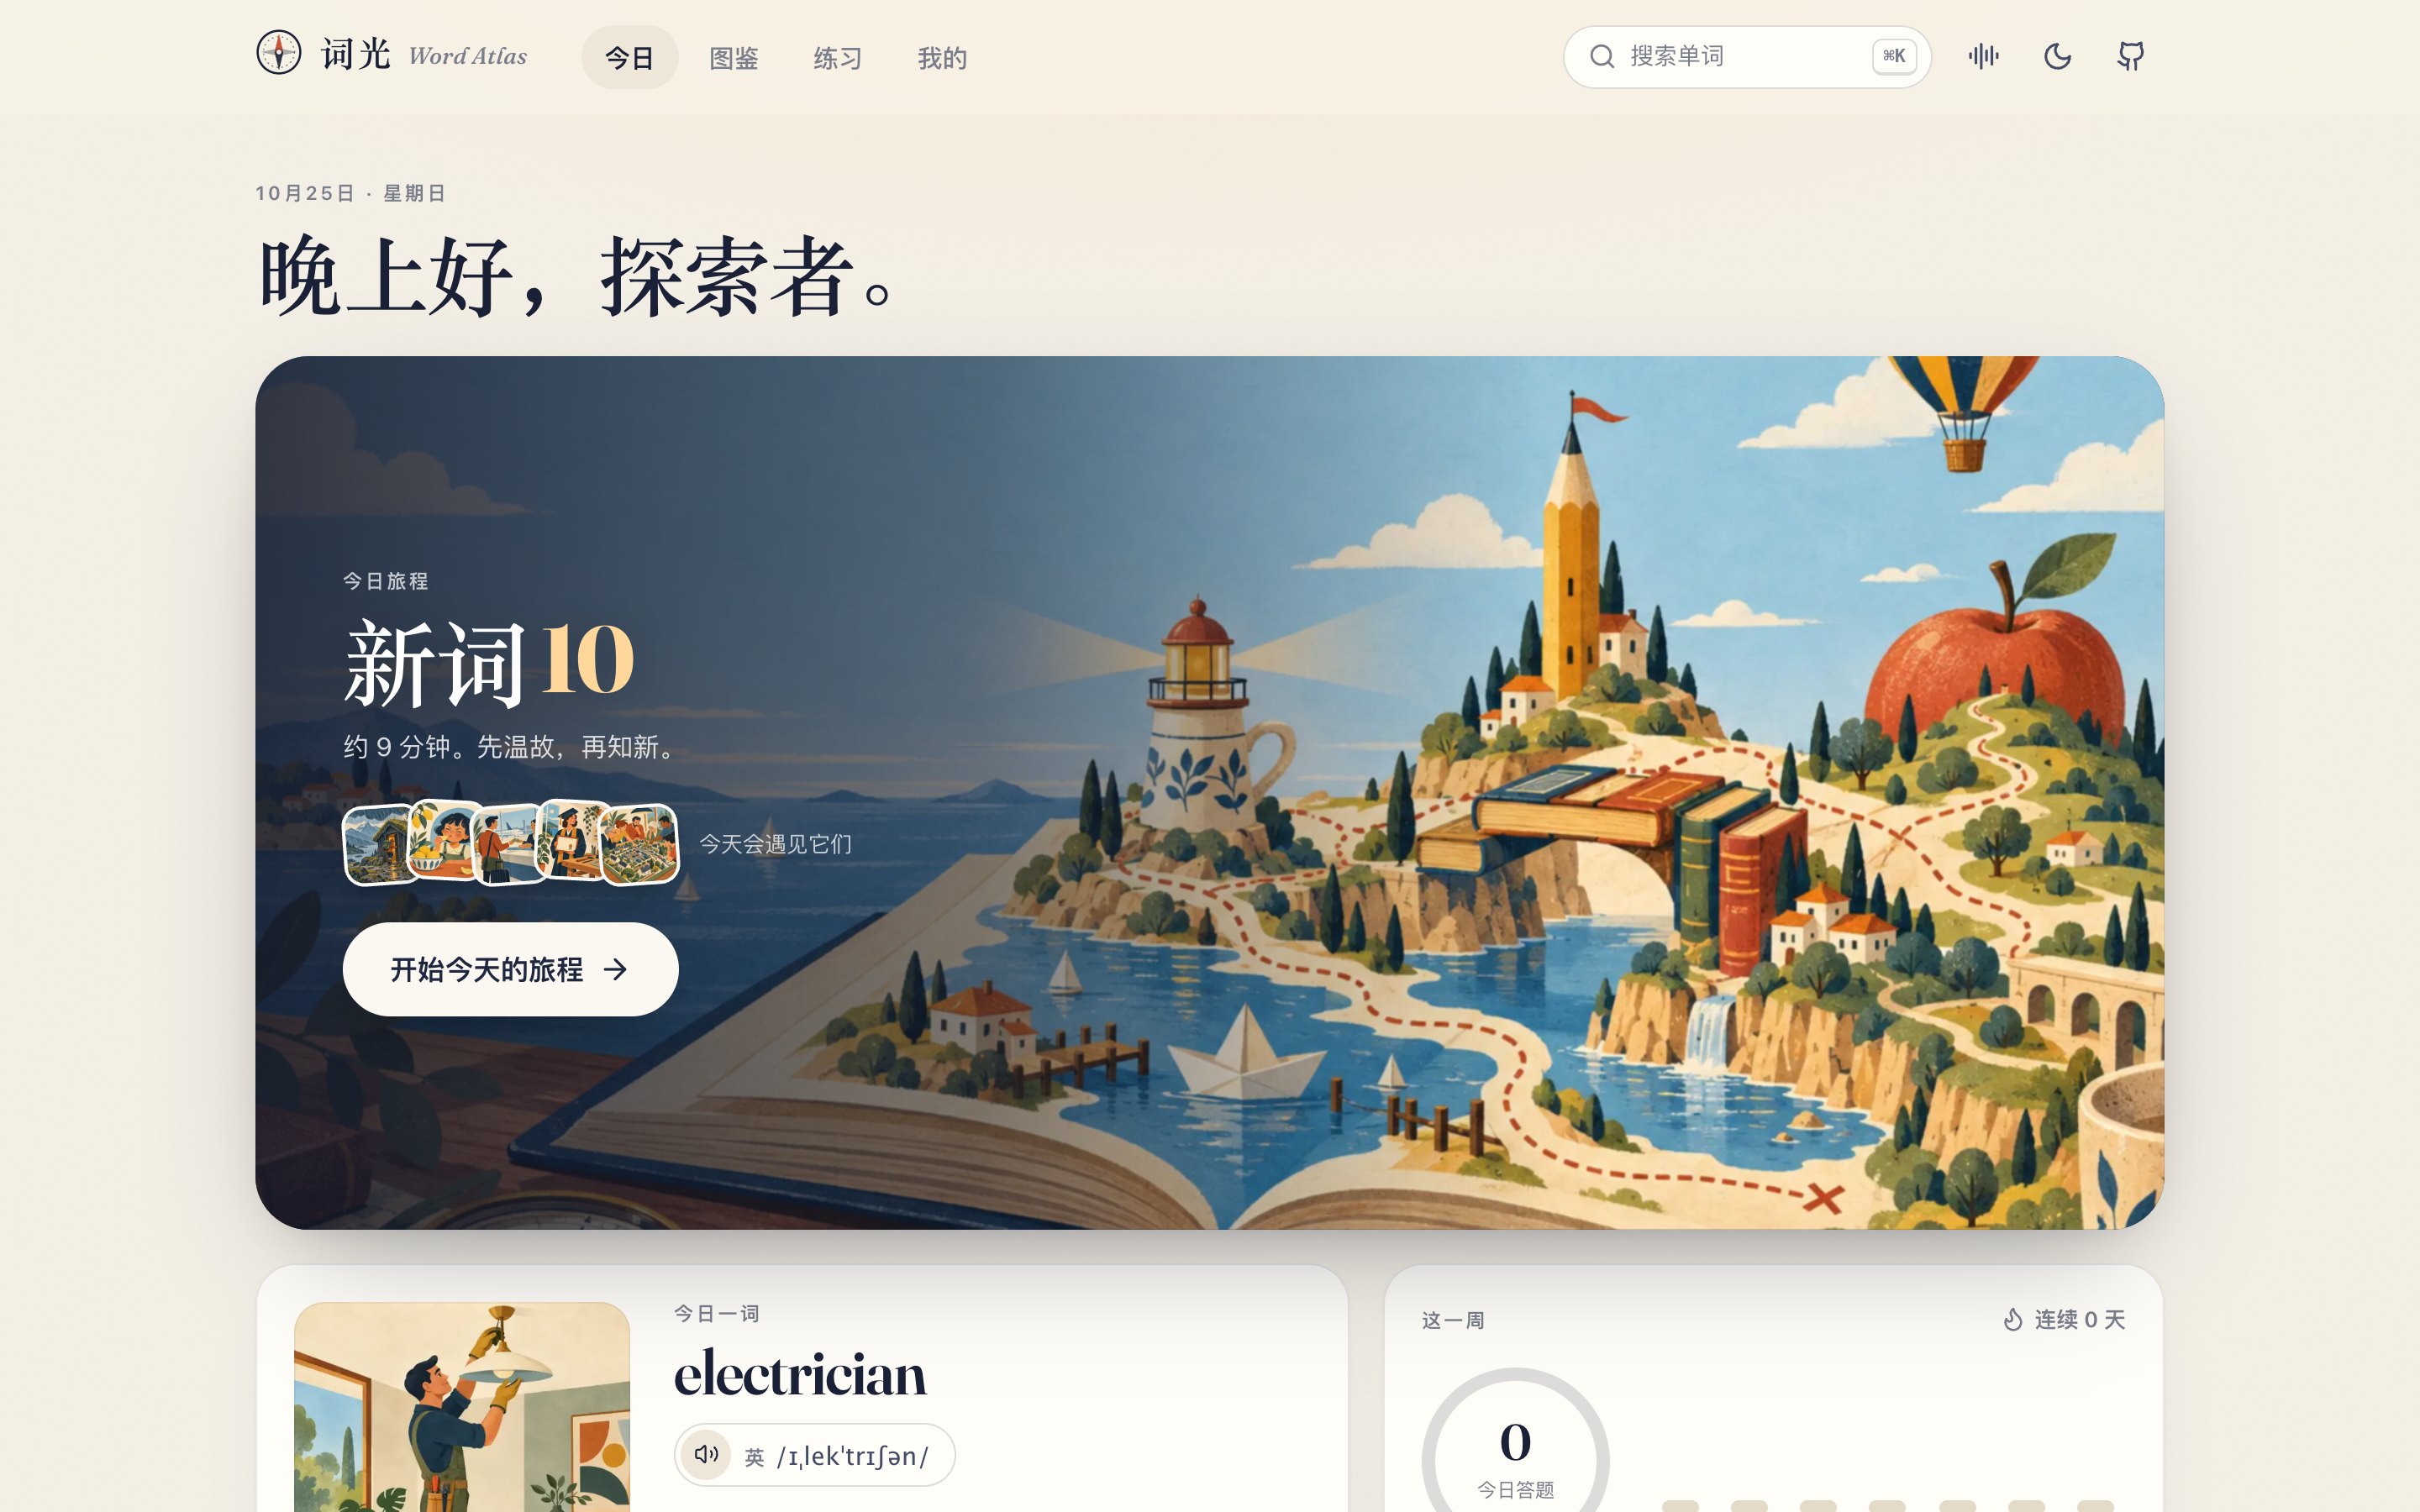 词光 Word Atlas 今日 图鉴 练习 我的 搜索单词 ⌘K
10月25日 · 星期日
晚上好，探索者。
今日旅程
新词10
约 9 分钟。先温故，再知新。
今天会遇见它们
开始今天的旅程
今日一词
electrician
英 /ɪˌlekˈtrɪʃən/
这一周
连续 0 天
0
今日答题